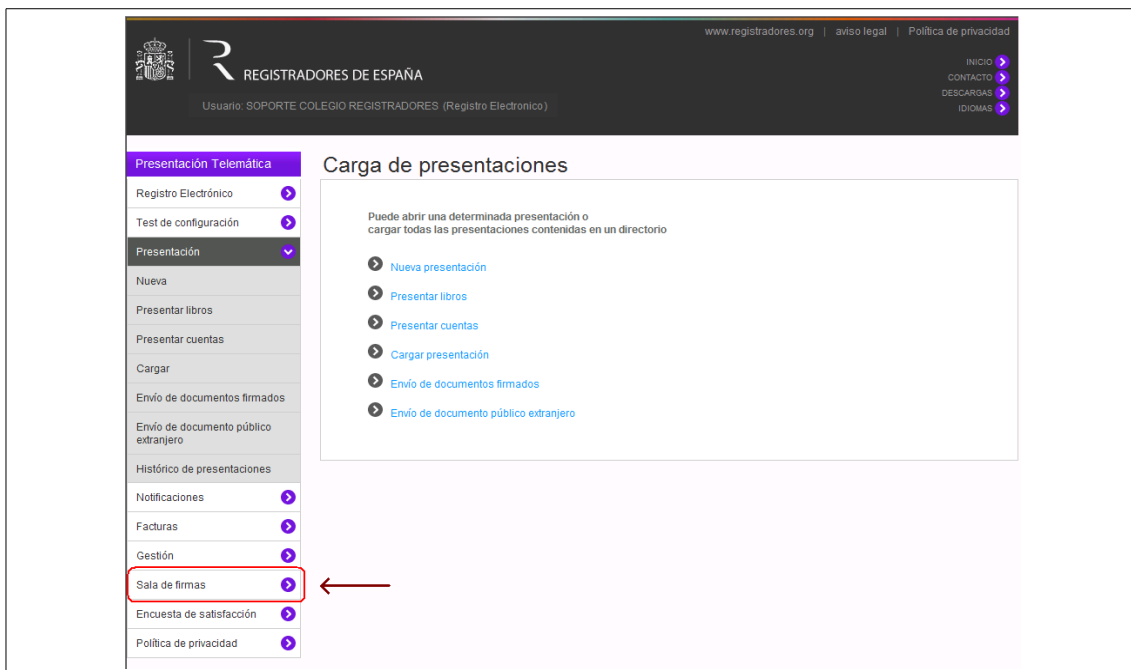 www.registradores.org | aviso legal | Política de privacidad
REGISTRADORES DE ESPAÑA
INICIO
CONTACTO
DESCARGAS
IDIOMAS
Usuario: SOPORTE COLEGIO REGISTRADORES (Registro Electronico)
Presentación Telemática
Registro Electrónico
Test de configuración
Presentación
Nueva
Presentar libros
Presentar cuentas
Cargar
Envío de documentos firmados
Envío de documento público
extranjero
Histórico de presentaciones
Notificaciones
Facturas
Gestión
Sala de firmas
Encuesta de satisfacción
Política de privacidad
Carga de presentaciones
Puede abrir una determinada presentación o
cargar todas las presentaciones contenidas en un directorio
Nueva presentación
Presentar libros
Presentar cuentas
Cargar presentación
Envío de documentos firmados
Envío de documento público extranjero